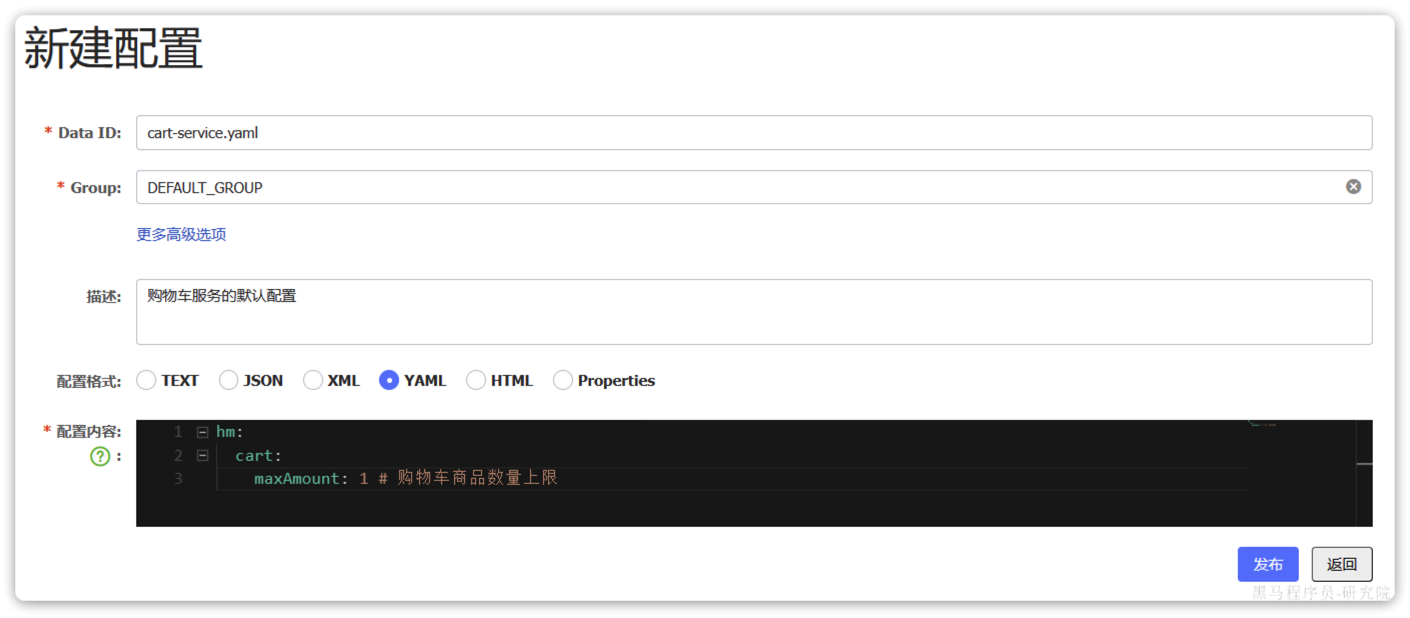 新建配置
* Data ID: cart-service.yaml
* Group: DEFAULT_GROUP
更多高级选项
描述: 购物车服务的默认配置
配置格式: TEXT JSON XML YAML HTML Properties
* 配置内容: 1 hm:
? : 2 cart:
3 maxAmount: 1 # 购物车商品数量上限
发布 返回
黑马程序员-研究院